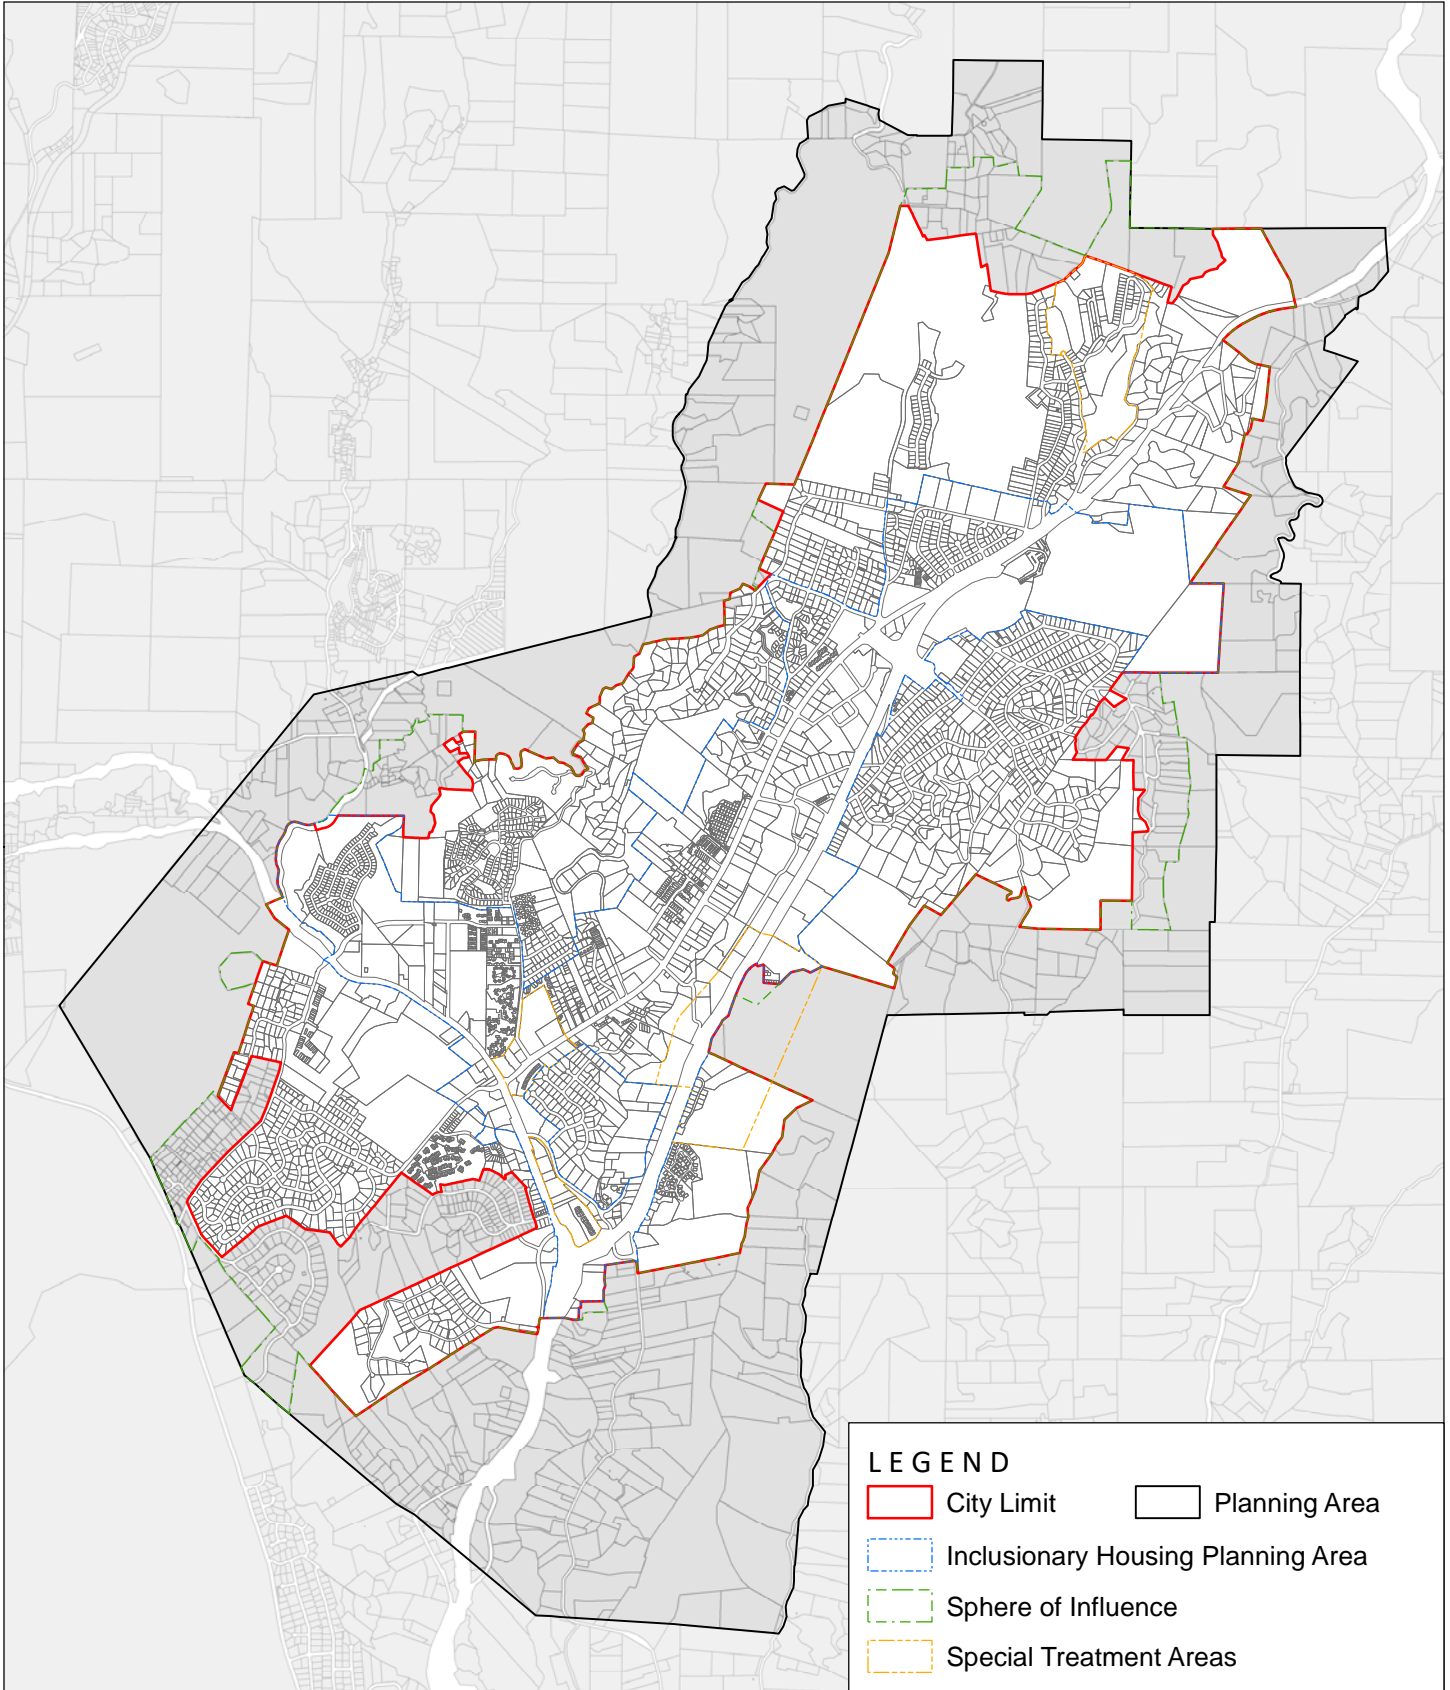 LEGEND
City Limit
Planning Area
Inclusionary Housing Planning Area
Sphere of Influence
Special Treatment Areas